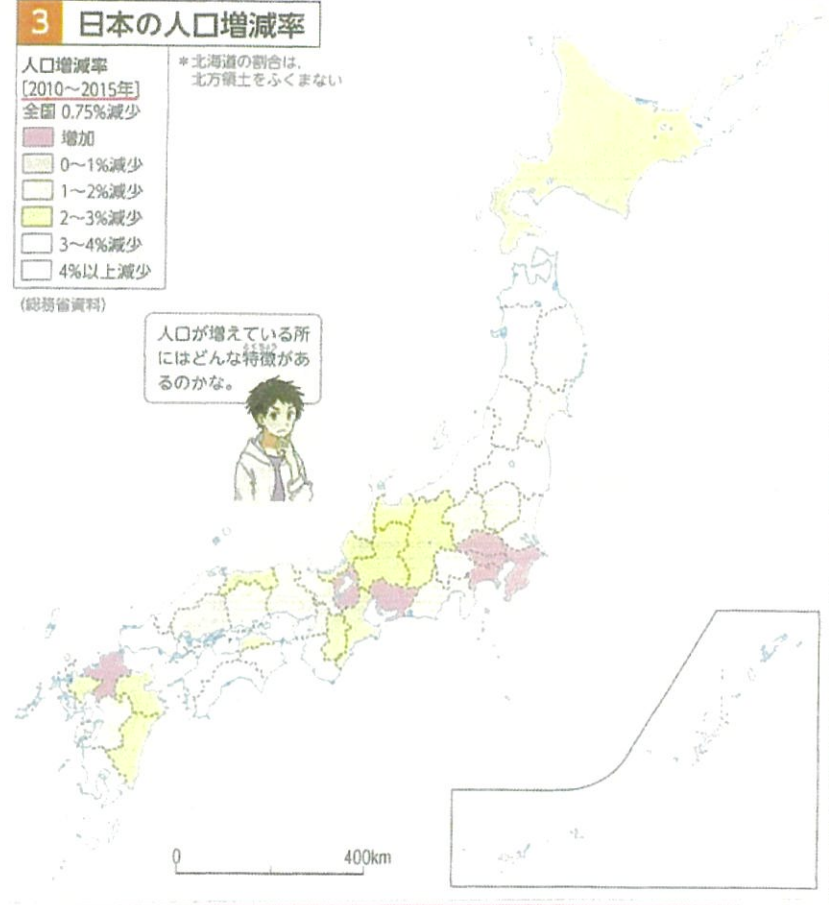 3 日本の人口増減率
人口増減率
[2010〜2015年]
全国 0.75%減少
増加
0〜1%減少
1〜2%減少
2〜3%減少
3〜4%減少
4%以上減少
(総務省資料)
*北海道の割合は,
北方領土をふくまない
人口が増えている所
にはどんな特徴があ
るのかな。
0 400km